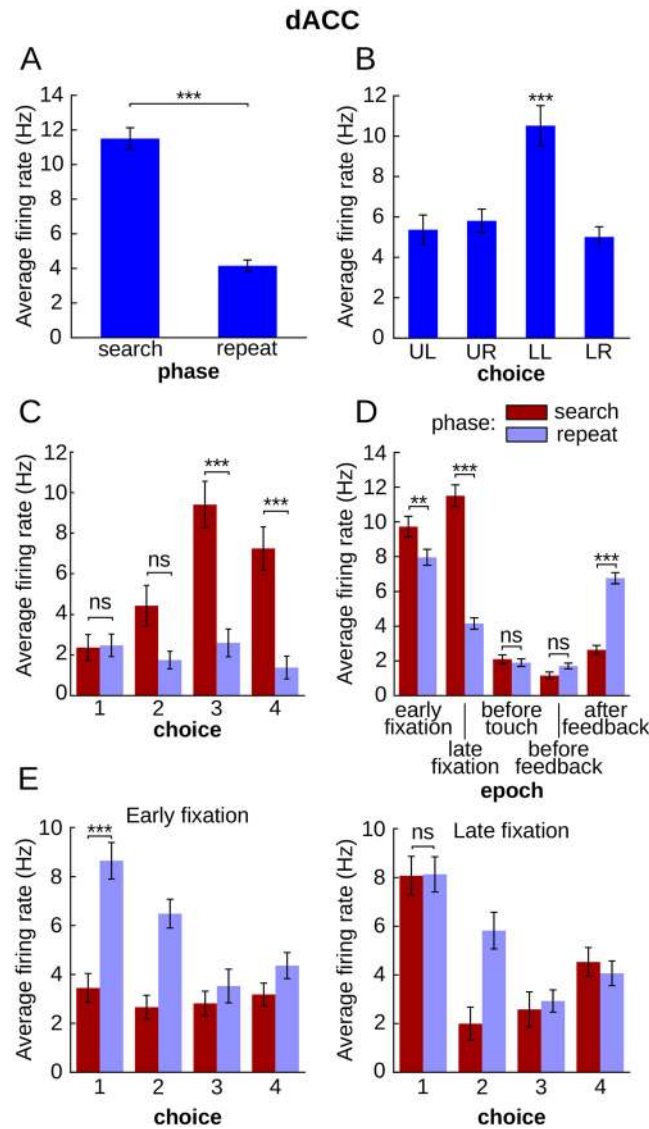 dACC
A
Average firing rate (Hz)
14
12
10
8
6
4
2
0
***
search
repeat
phase
B
Average firing rate (Hz)
12
10
8
6
4
2
0
***
UL
UR
LL
LR
choice
C
Average firing rate (Hz)
12
10
8
6
4
2
0
ns
ns
***
***
1
2
3
4
choice
D
phase:
search
repeat
Average firing rate (Hz)
14
12
10
8
6
4
2
0
**
***
ns
ns
***
early fixation
late fixation
before touch
before feedback
after feedback
epoch
E
Early fixation
Average firing rate (Hz)
10
8
6
4
2
0
***
1
2
3
4
choice
Late fixation
Average firing rate (Hz)
10
8
6
4
2
0
ns
1
2
3
4
choice